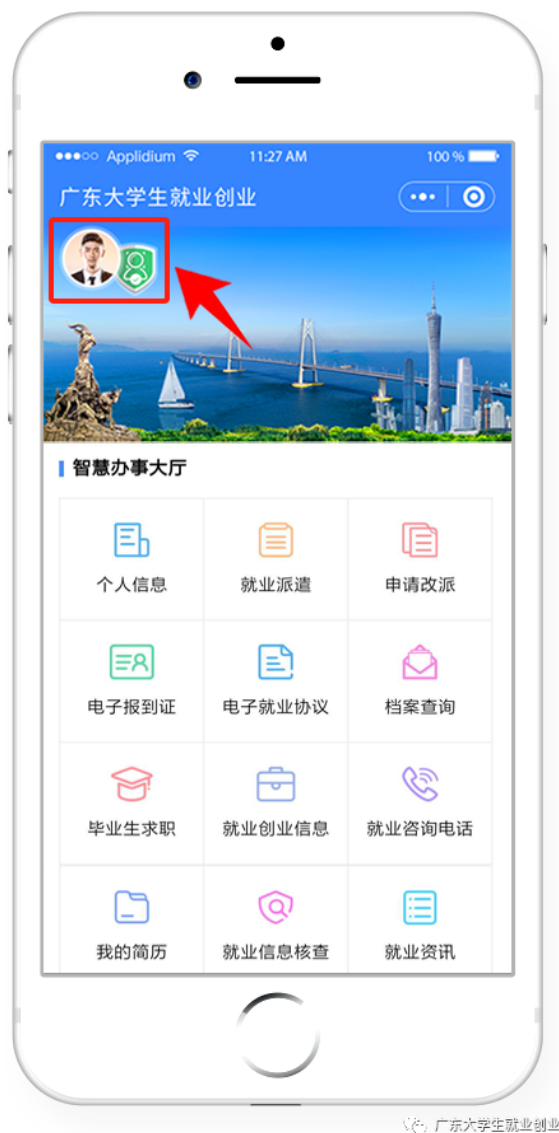 Applidium 11:27 AM 100 %
广东大学生就业创业
智慧办事大厅
个人信息 就业派遣 申请改派
电子报到证 电子就业协议 档案查询
毕业生求职 就业创业信息 就业咨询电话
我的简历 就业信息核查 就业资讯
广东大学生就业创业